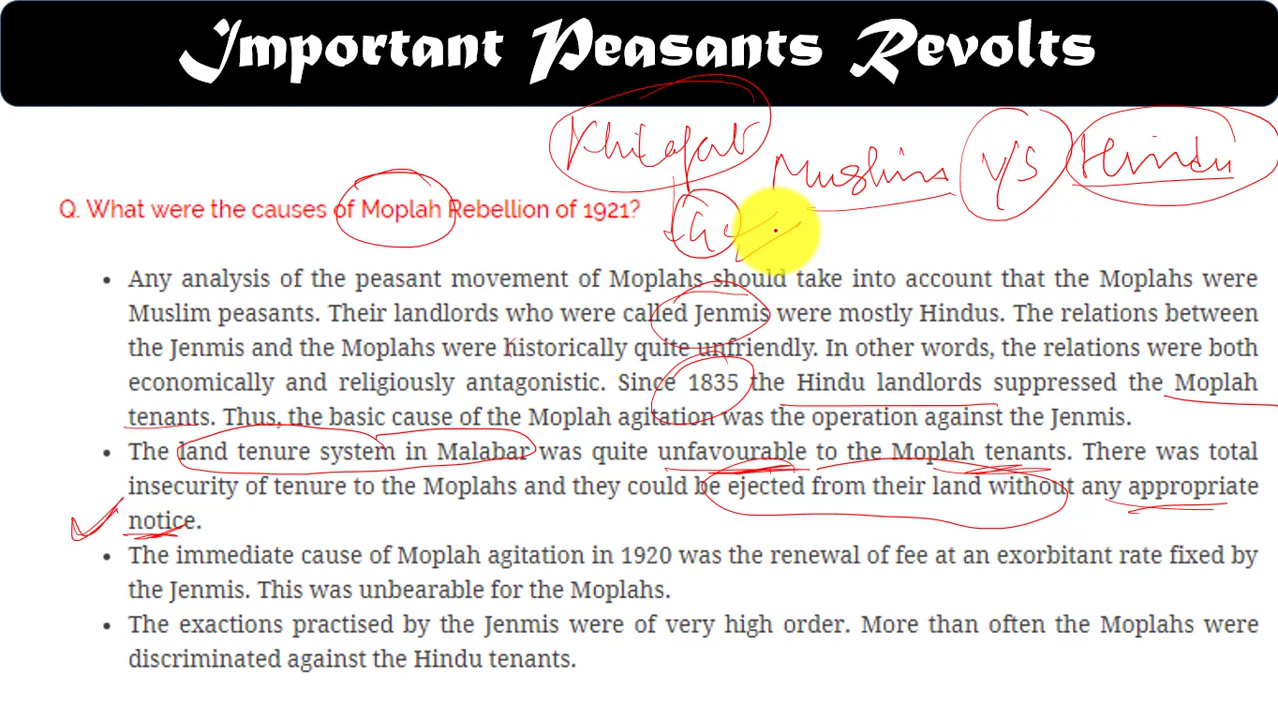 Important Peasants Revolts
Khilafat
Muslims V/S Hindu
Q. What were the causes of Moplah Rebellion of 1921?
• Any analysis of the peasant movement of Moplahs should take into account that the Moplahs were
Muslim peasants. Their landlords who were called Jenmis were mostly Hindus. The relations between
the Jenmis and the Moplahs were historically quite unfriendly. In other words, the relations were both
economically and religiously antagonistic. Since 1835 the Hindu landlords suppressed the Moplah
tenants. Thus, the basic cause of the Moplah agitation was the operation against the Jenmis.
• The land tenure system in Malabar was quite unfavourable to the Moplah tenants. There was total
insecurity of tenure to the Moplahs and they could be ejected from their land without any appropriate
notice.
• The immediate cause of Moplah agitation in 1920 was the renewal of fee at an exorbitant rate fixed by
the Jenmis. This was unbearable for the Moplahs.
• The exactions practised by the Jenmis were of very high order. More than often the Moplahs were
discriminated against the Hindu tenants.